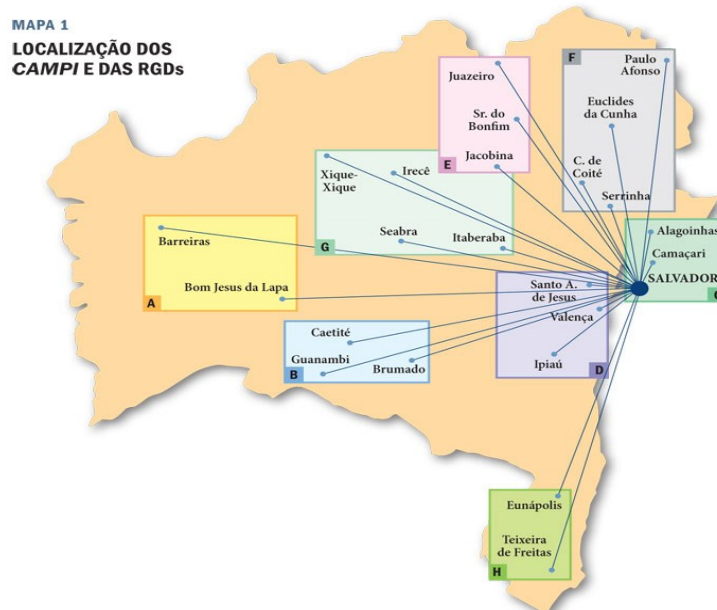 MAPA 1
LOCALIZAÇÃO DOS
CAMPI E DAS RGDs
F
Paulo
Afonso
Juazeiro
Euclides
da Cunha
Sr. do
Bonfim
Jacobina
E
C. de
Coité
Serrinha
Xique-
Xique
Irecê
Seabra
Itaberaba
G
Alagoinhas
Camaçari
SALVADOR
C
Barreiras
Bom Jesus da Lapa
A
Santo A.
de Jesus
Valença
Ipiaú
D
Caetité
Guanambi
Brumado
B
Eunápolis
Teixeira
de Freitas
H